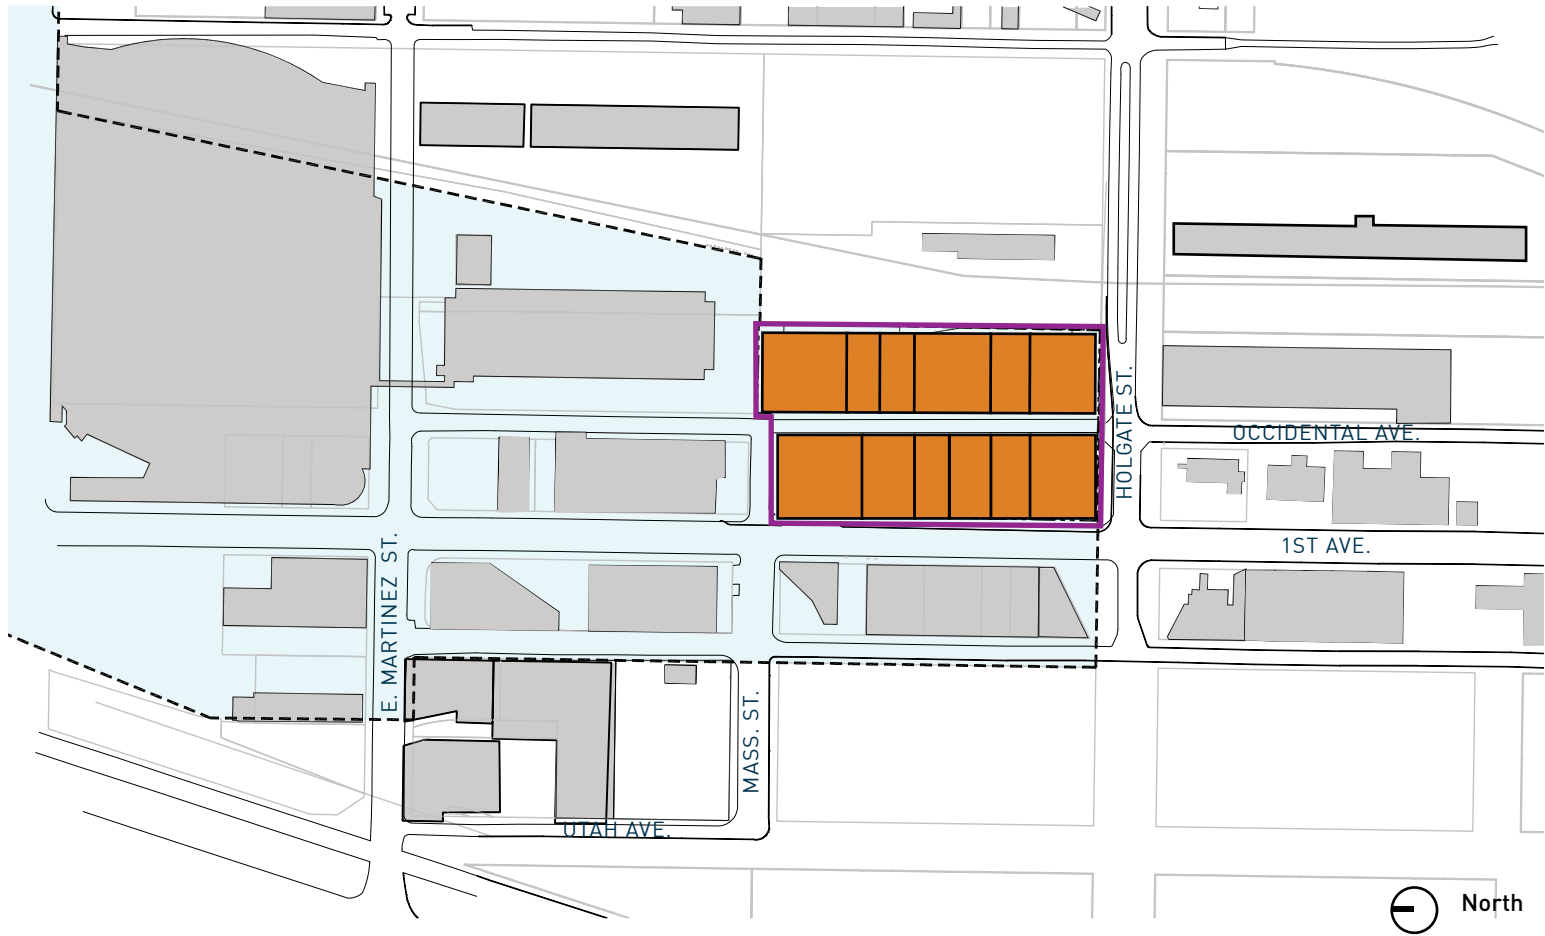 HOLGATE ST.
OCCIDENTAL AVE.
1ST AVE.
E. MARTINEZ ST.
MASS. ST.
UTAH AVE.
North